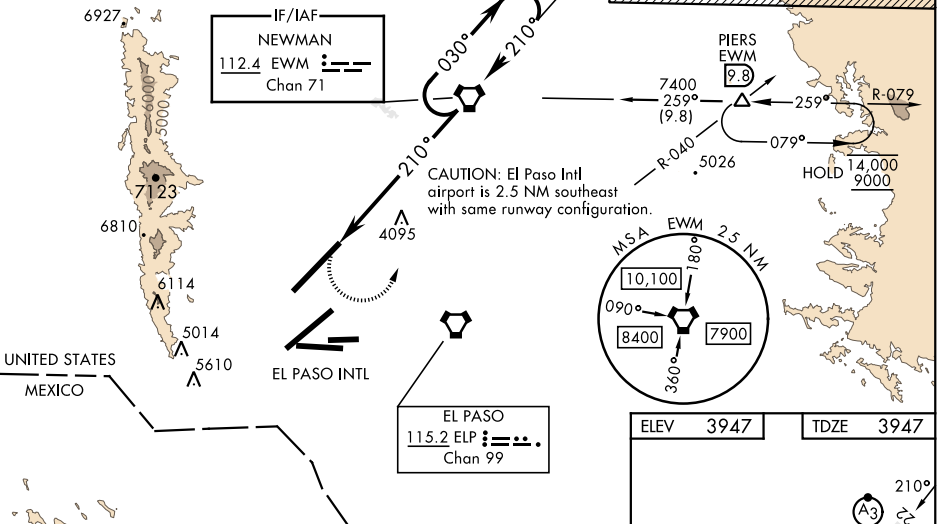 6927
IF/IAF
NEWMAN
112.4 EWM
Chan 71
030°
210°
PIERS
EWM
9.8
7400
259°
(9.8)
259°
R-079
079°
R-040
5026
HOLD
14,000
9000
6000
5000
7123
6810
210°
CAUTION: El Paso Intl
airport is 2.5 NM southeast
with same runway configuration.
4095
MSA EWM 25 NM
180°
10,100
090°
8400
7900
360°
6114
5014
5610
UNITED STATES
MEXICO
EL PASO INTL
EL PASO
115.2 ELP
Chan 99
ELEV 3947
TDZE 3947
210°
22
A3